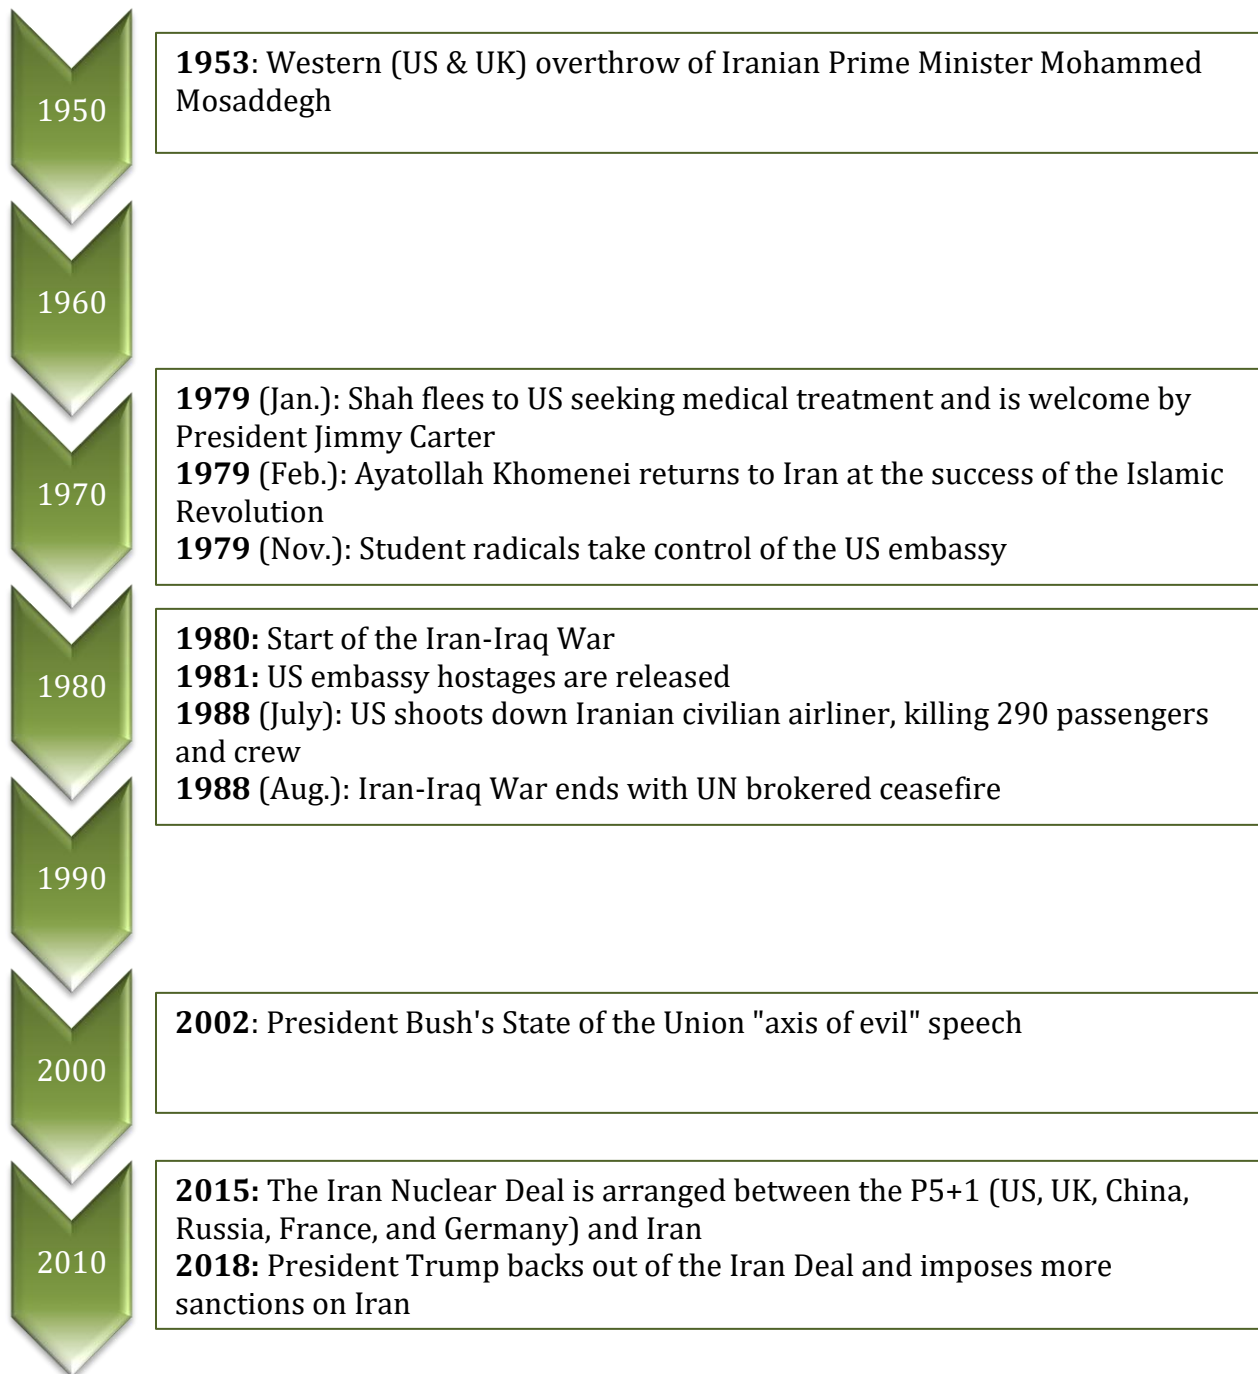 1950
1953: Western (US & UK) overthrow of Iranian Prime Minister Mohammed
Mosaddegh
1960
1970
1979 (Jan.): Shah flees to US seeking medical treatment and is welcome by
President Jimmy Carter
1979 (Feb.): Ayatollah Khomenei returns to Iran at the success of the Islamic
Revolution
1979 (Nov.): Student radicals take control of the US embassy
1980
1980: Start of the Iran-Iraq War
1981: US embassy hostages are released
1988 (July): US shoots down Iranian civilian airliner, killing 290 passengers
and crew
1988 (Aug.): Iran-Iraq War ends with UN brokered ceasefire
1990
2000
2002: President Bush's State of the Union "axis of evil" speech
2010
2015: The Iran Nuclear Deal is arranged between the P5+1 (US, UK, China,
Russia, France, and Germany) and Iran
2018: President Trump backs out of the Iran Deal and imposes more
sanctions on Iran